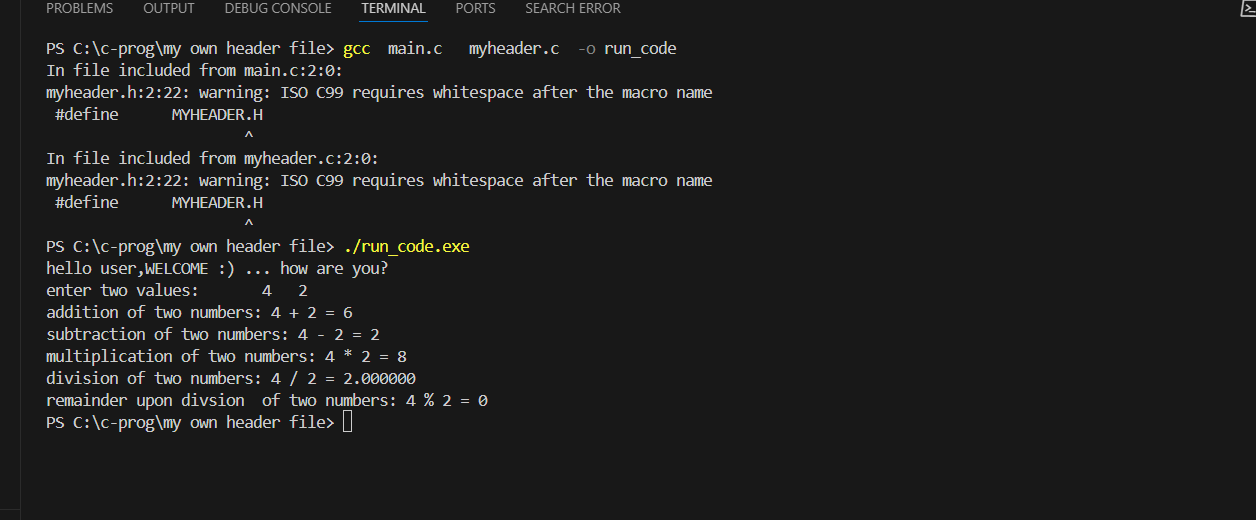 PROBLEMS OUTPUT DEBUG CONSOLE TERMINAL PORTS SEARCH ERROR
PS C:\c-prog\my own header file> gcc  main.c   myheader.c  -o run_code
In file included from main.c:2:0:
myheader.h:2:22: warning: ISO C99 requires whitespace after the macro name
 #define      MYHEADER.H
                      ^
In file included from myheader.c:2:0:
myheader.h:2:22: warning: ISO C99 requires whitespace after the macro name
 #define      MYHEADER.H
                      ^
PS C:\c-prog\my own header file> ./run_code.exe
hello user,WELCOME :) ... how are you?
enter two values:       4   2
addition of two numbers: 4 + 2 = 6
subtraction of two numbers: 4 - 2 = 2
multiplication of two numbers: 4 * 2 = 8
division of two numbers: 4 / 2 = 2.000000
remainder upon divsion  of two numbers: 4 % 2 = 0
PS C:\c-prog\my own header file>